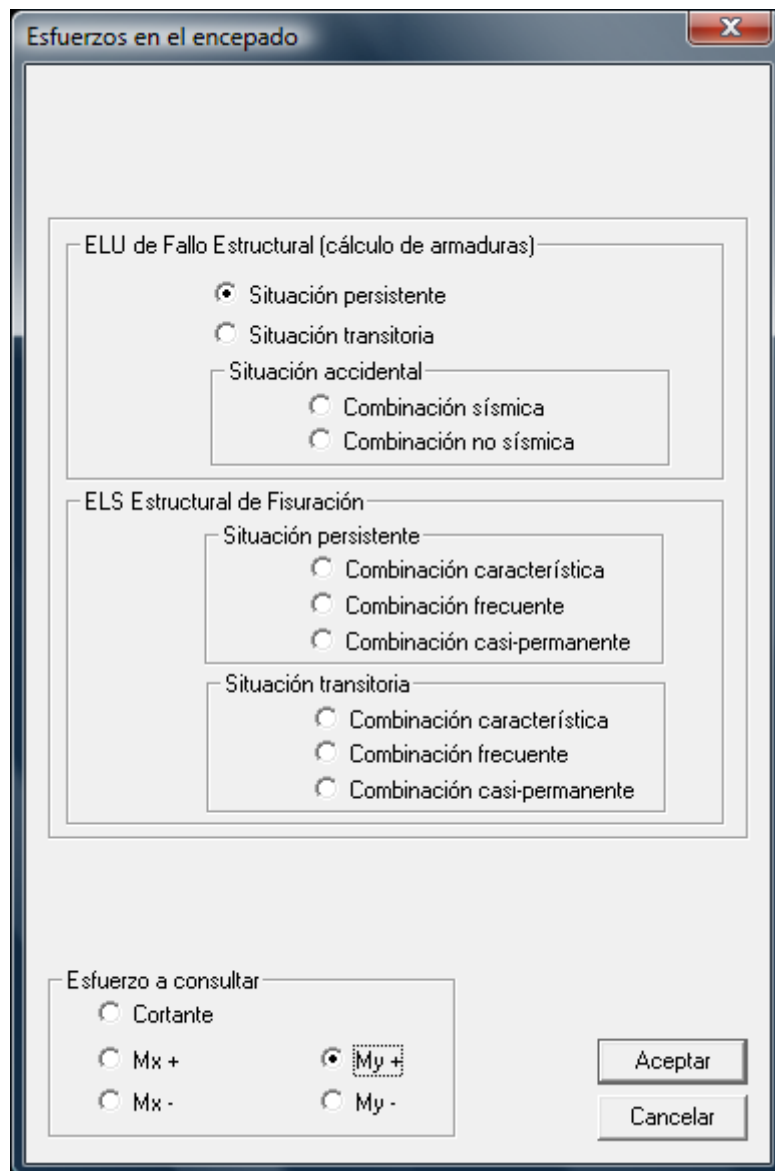 Esfuerzos en el encepado
ELU de Fallo Estructural (cálculo de armaduras)
Situación persistente
Situación transitoria
Situación accidental
Combinación sísmica
Combinación no sísmica
ELS Estructural de Fisuración
Situación persistente
Combinación característica
Combinación frecuente
Combinación casi-permanente
Situación transitoria
Combinación característica
Combinación frecuente
Combinación casi-permanente
Esfuerzo a consultar
Cortante
Mx + My +
Mx - My -
Aceptar
Cancelar